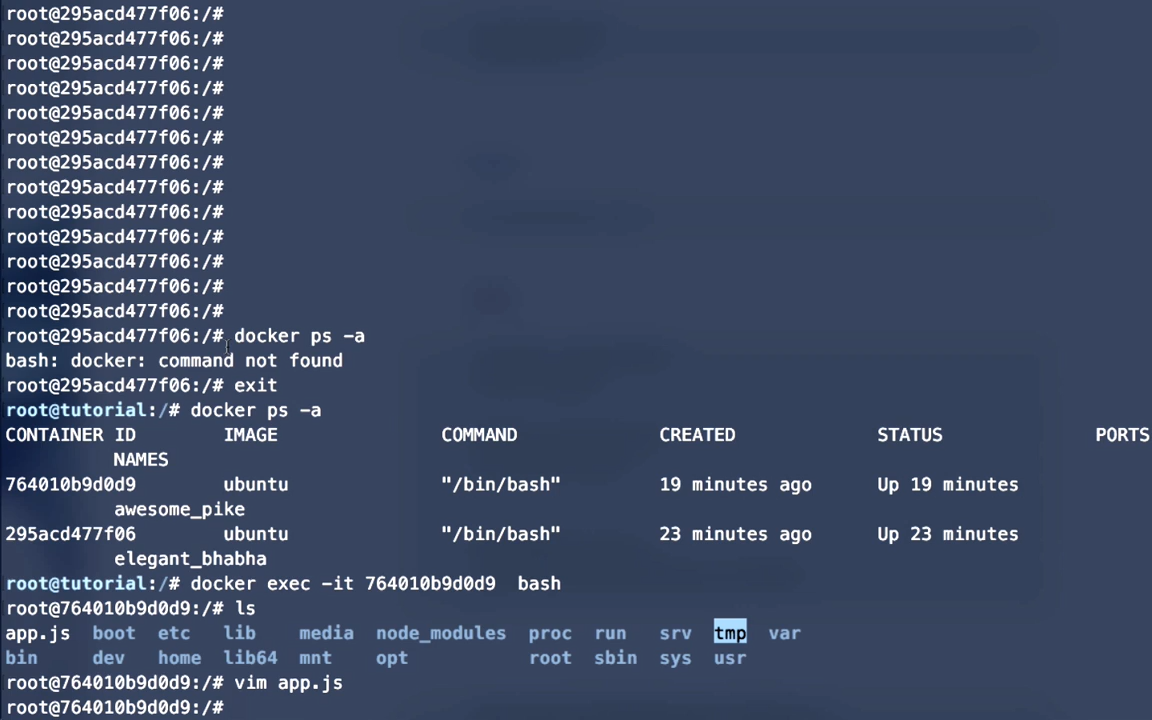 root@295acd477f06:/#
root@295acd477f06:/#
root@295acd477f06:/#
root@295acd477f06:/#
root@295acd477f06:/#
root@295acd477f06:/#
root@295acd477f06:/#
root@295acd477f06:/#
root@295acd477f06:/#
root@295acd477f06:/#
root@295acd477f06:/#
root@295acd477f06:/#
root@295acd477f06:/#
root@295acd477f06:/# docker ps -a
bash: docker: command not found
root@295acd477f06:/# exit
root@tutorial:/# docker ps -a
CONTAINER ID IMAGE COMMAND CREATED STATUS PORTS
NAMES
764010b9d0d9 ubuntu "/bin/bash" 19 minutes ago Up 19 minutes
awesome_pike
295acd477f06 ubuntu "/bin/bash" 23 minutes ago Up 23 minutes
elegant_bhabha
root@tutorial:/# docker exec -it 764010b9d0d9  bash
root@764010b9d0d9:/# ls
app.js boot etc lib media node_modules proc run srv tmp var
bin dev home lib64 mnt opt root sbin sys usr
root@764010b9d0d9:/# vim app.js
root@764010b9d0d9:/#